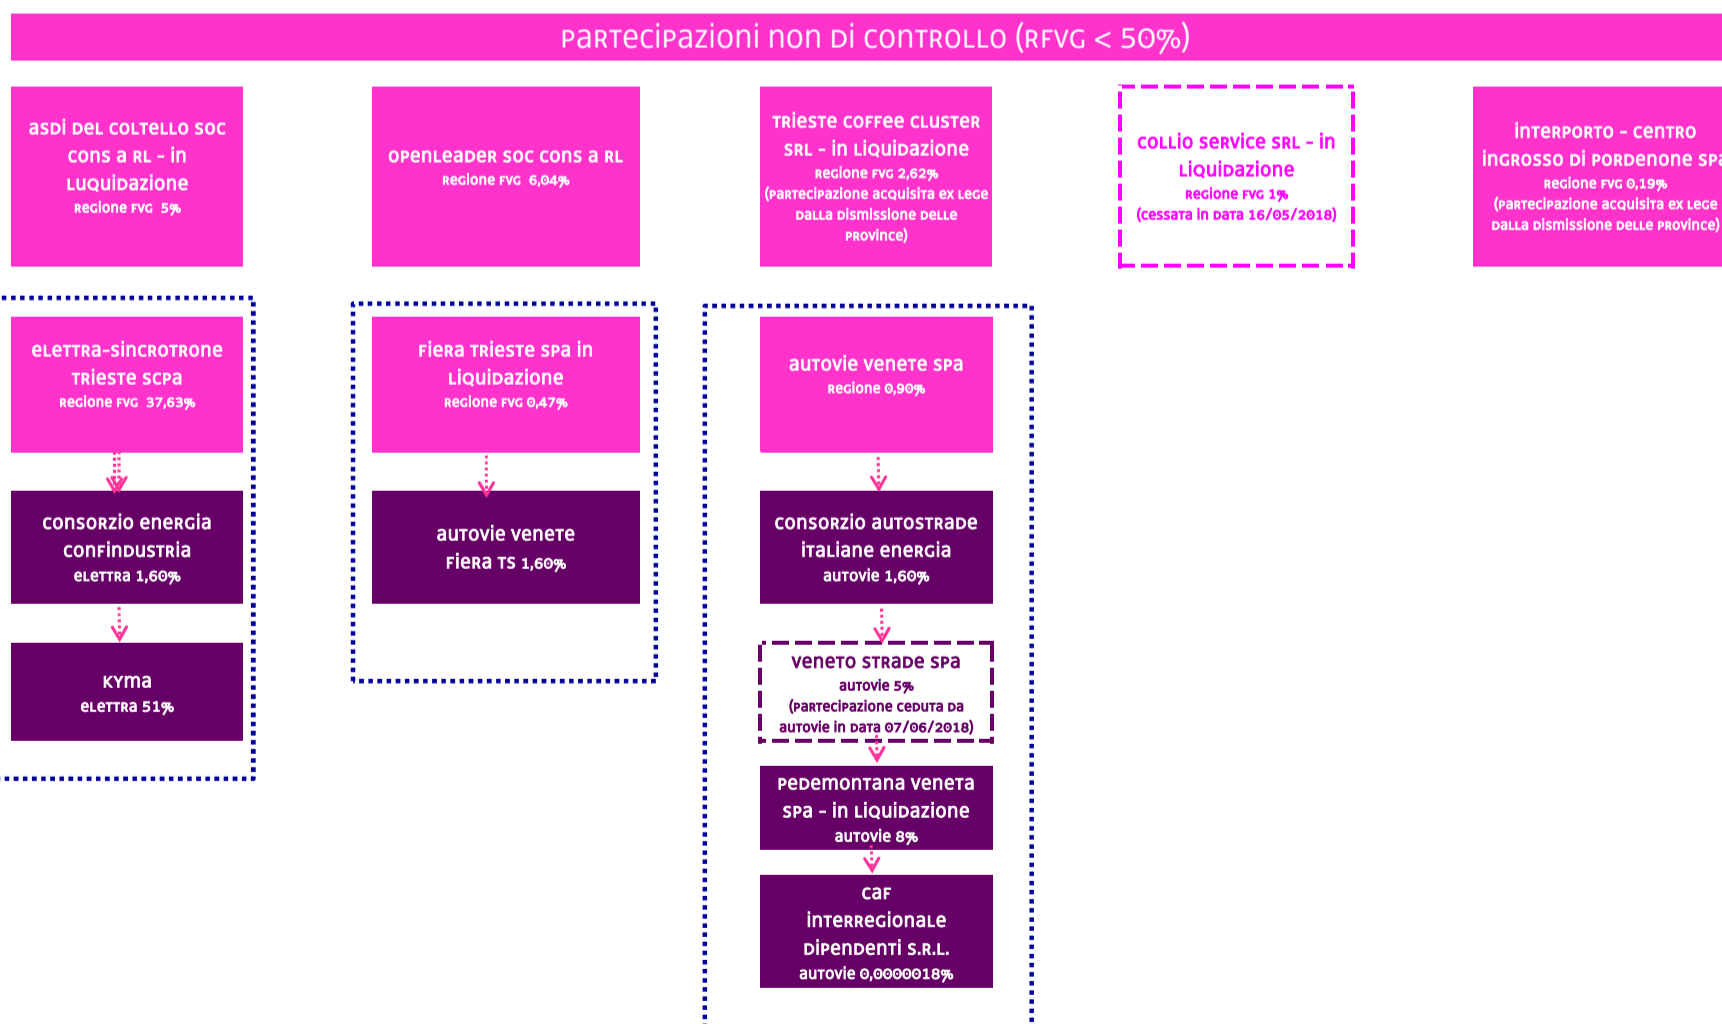 Partecipazioni non di controllo (RFVG < 50%)
ASDI del Coltello soc
cons a rl - in
luquidazione
Regione FVG 5%
Openleader soc cons a rl
Regione FVG 6,04%
Trieste Coffee Cluster
srl - in liquidazione
Regione FVG 2,62%
(partecipazione acquisita ex lege
dalla dismissione delle
Province)
Collio Service srl - in
liquidazione
Regione FVG 1%
(cessata in data 16/05/2018)
Interporto - Centro
Ingrosso di Pordenone spa
Regione FVG 0,19%
(partecipazione acquisita ex lege
dalla dismissione delle Province)
Elettra-Sincrotrone
Trieste scpa
Regione FVG 37,63%
Fiera Trieste spa in
liquidazione
Regione FVG 0,47%
Autovie Venete spa
Regione 0,90%
Consorzio Energia
Confindustria
Elettra 1,60%
Autovie Venete
Fiera TS 1,60%
Consorzio Autostrade
Italiane Energia
Autovie 1,60%
Kyma
Elettra 51%
Veneto Strade spa
Autovie 5%
(partecipazione ceduta da
Autovie in data 07/06/2018)
Pedemontana Veneta
spa - in liquidazione
Autovie 8%
CAF
Interregionale
Dipendenti s.r.l.
Autovie 0,0000018%